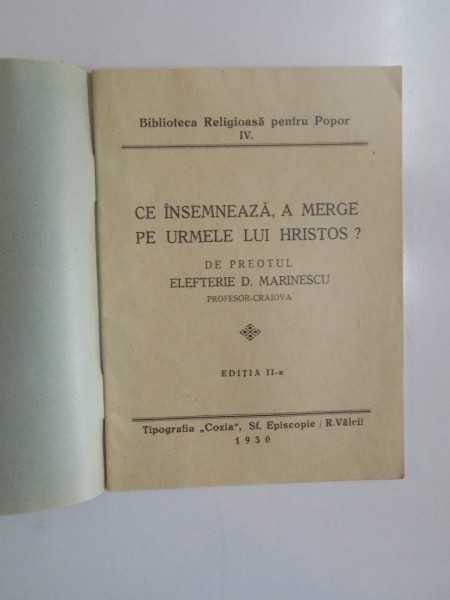 Biblioteca Religioasă pentru Popor
IV.
CE ÎNSEMNEAZĂ, A MERGE
PE URMELE LUI HRISTOS ?
DE PREOTUL
ELEFTERIE D. MARINESCU
PROFESOR-CRAIOVA
EDIŢIA II-a
Tipografia „Cozia“, Sf. Episcopie / R.Vâlcii
1930